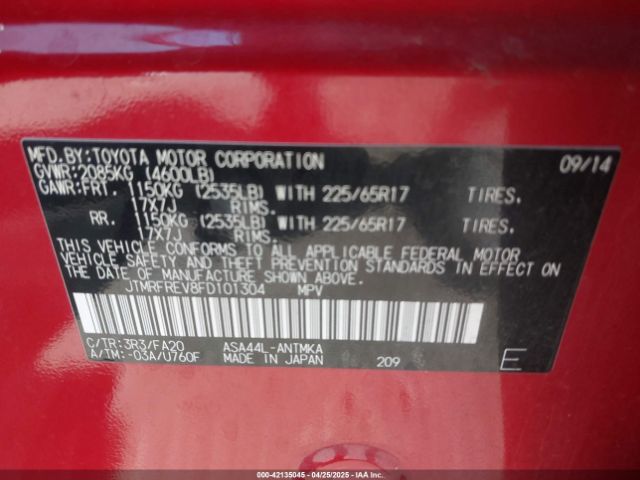 MFD.BY:TOYOTA MOTOR CORPORATION 09/14
GVWR:2085KG (4600LB)
GAWR:FRT. 1150KG (2535LB) WITH 225/65R17 TIRES.
17X7J RIMS.
RR. 1150KG (2535LB) WITH 225/65R17 TIRES.
17X7J RIMS.
THIS VEHICLE CONFORMS TO ALL APPLICABLE FEDERAL MOTOR
VEHICLE SAFETY AND THEFT PREVENTION STANDARDS IN EFFECT ON
THE DATE OF MANUFACTURE SHOWN ABOVE.
JTMRFREV8FD101304 MPV
C/TR:3R3/FA20 ASA44L-ANTMKA
A/TM:-03A/U760F MADE IN JAPAN 209 E
000-42135045 - 04/25/2025 - IAAI.COM